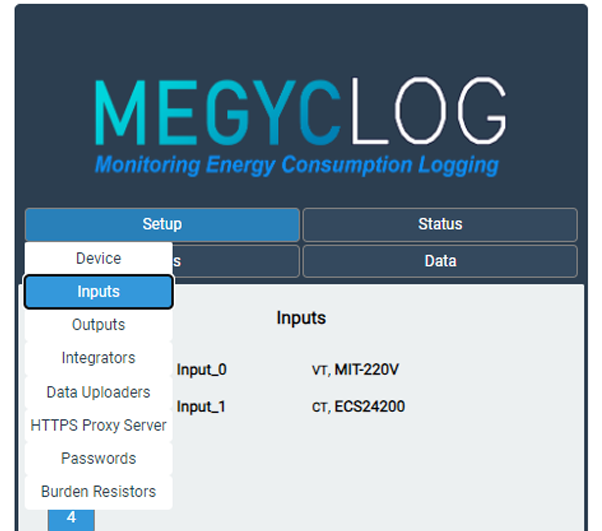 MEGYCLOG
Monitoring Energy Consumption Logging
Setup
Status
s
Data
Device
Inputs
Outputs
Integrators
Data Uploaders
HTTPS Proxy Server
Passwords
Burden Resistors
Inputs
Input_0 VT, MIT-220V
Input_1 CT, ECS24200
4